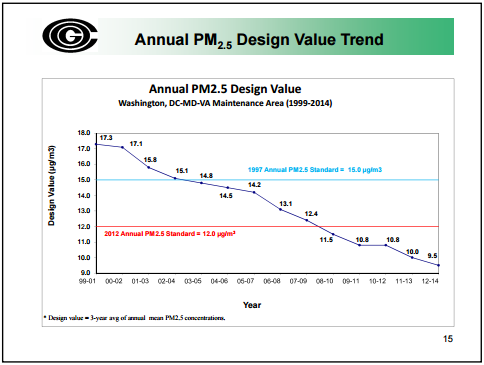 Annual PM2.5 Design Value Trend
Annual PM2.5 Design Value
Washington, DC-MD-VA Maintenance Area (1999-2014)
Design Value (µg/m3)
18.0
17.0
16.0
15.0
14.0
13.0
12.0
11.0
10.0
9.0
17.3
17.1
15.8
15.1
14.8
14.5
14.2
13.1
12.4
11.5
10.8
10.8
10.0
9.5
1997 Annual PM2.5 Standard = 15.0 µg/m3
2012 Annual PM2.5 Standard = 12.0 µg/m³
99-01 00-02 01-03 02-04 03-05 04-06 05-07 06-08 07-09 08-10 09-11 10-12 11-13 12-14
Year
* Design value = 3-year avg of annual mean PM2.5 concentrations.
15